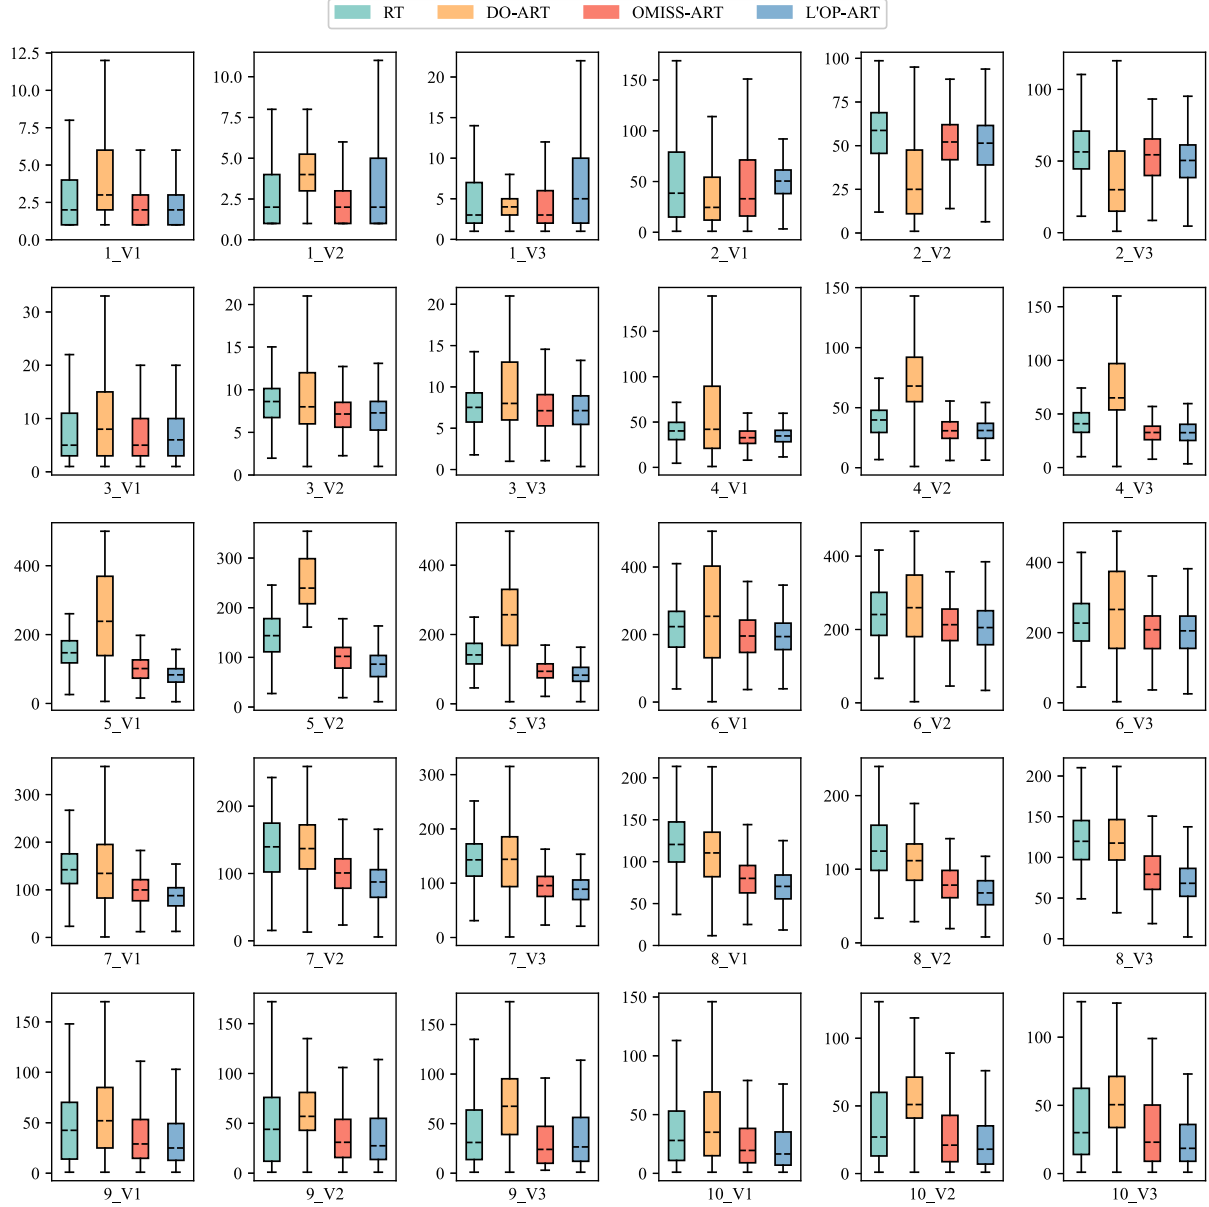 RT DO-ART OMISS-ART L'OP-ART
12.5 10.0 7.5 5.0 2.5 0.0 1_V1
10.0 7.5 5.0 2.5 0.0 1_V2
20 15 10 5 0 1_V3
150 100 50 0 2_V1
100 75 50 25 0 2_V2
100 50 0 2_V3
30 20 10 0 3_V1
20 15 10 5 0 3_V2
20 15 10 5 0 3_V3
150 100 50 0 4_V1
150 100 50 0 4_V2
150 100 50 0 4_V3
400 200 0 5_V1
300 200 100 0 5_V2
400 200 0 5_V3
400 200 0 6_V1
400 200 0 6_V2
400 200 0 6_V3
300 200 100 0 7_V1
200 100 0 7_V2
300 200 100 0 7_V3
200 150 100 50 0 8_V1
200 100 0 8_V2
200 150 100 50 0 8_V3
150 100 50 0 9_V1
150 100 50 0 9_V2
150 100 50 0 9_V3
150 100 50 0 10_V1
100 50 0 10_V2
100 50 0 10_V3